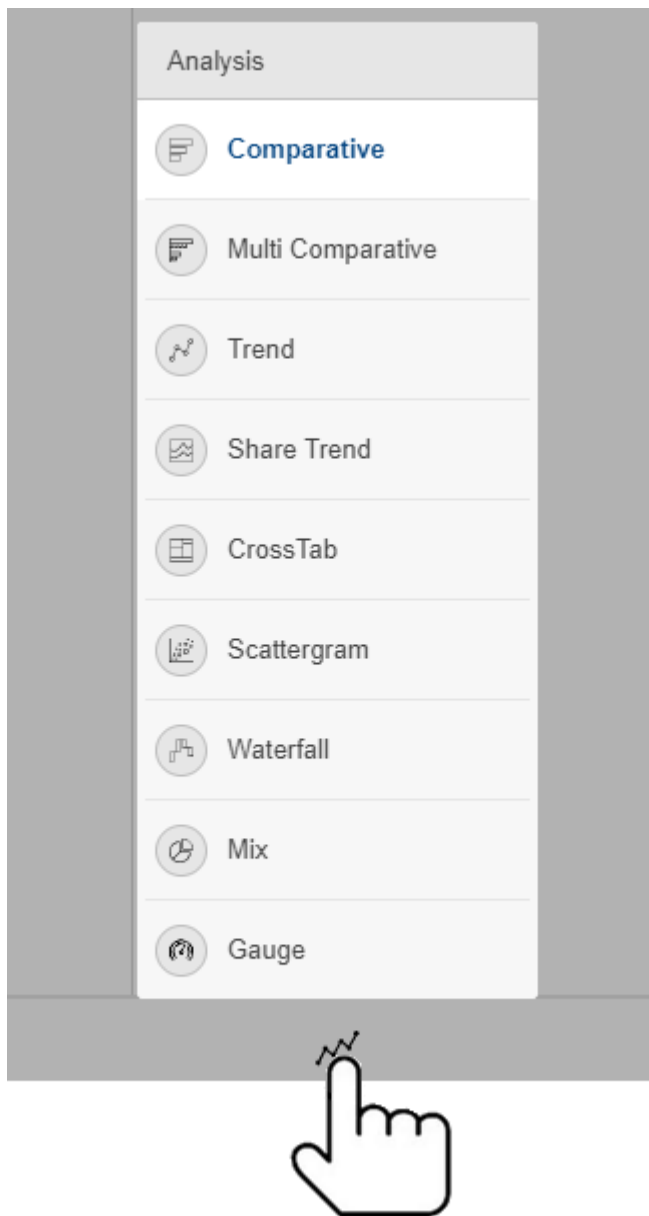 Analysis
Comparative
Multi Comparative
Trend
Share Trend
CrossTab
Scattergram
Waterfall
Mix
Gauge